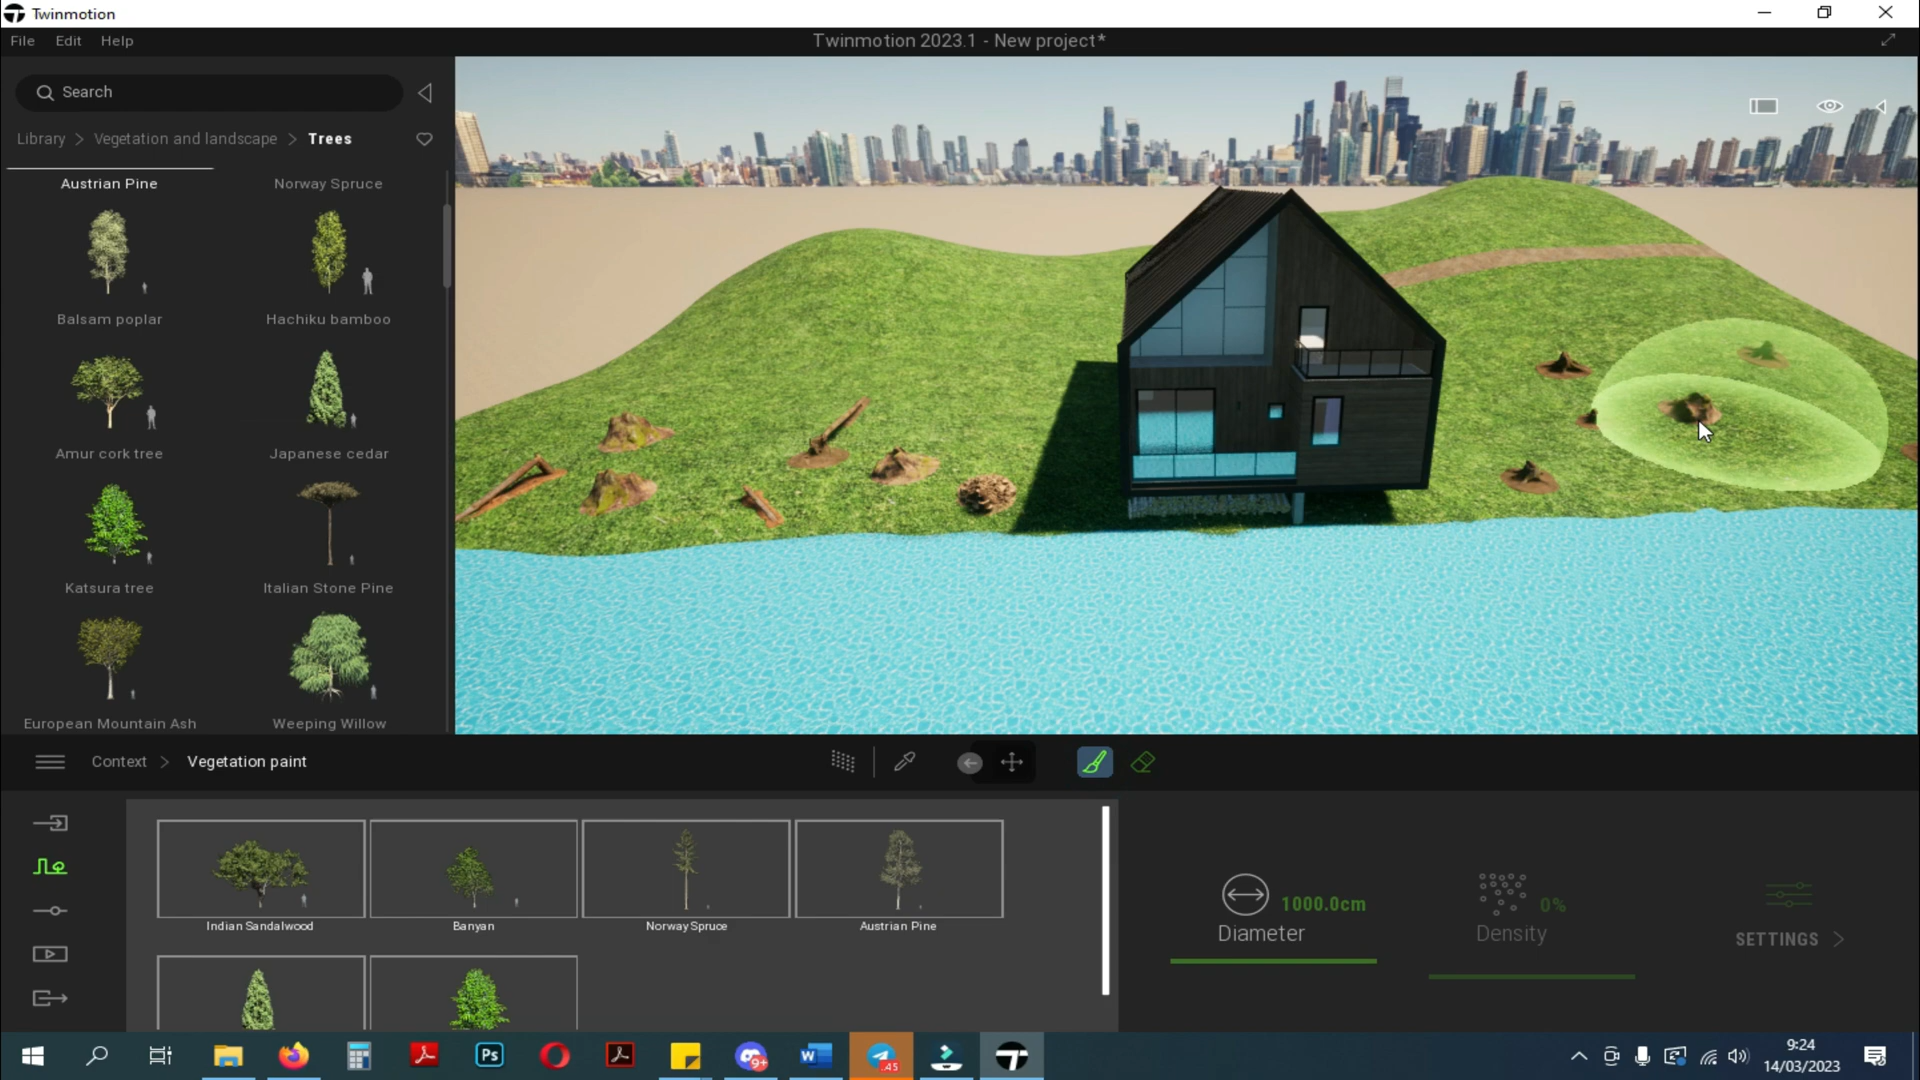 Twinmotion
File Edit Help
Twinmotion 2023.1 - New project*
Search
Library > Vegetation and landscape > Trees
Austrian Pine
Norway Spruce
Balsam poplar
Hachiku bamboo
Amur cork tree
Japanese cedar
Katsura tree
Italian Stone Pine
European Mountain Ash
Weeping Willow
Context > Vegetation paint
Indian Sandalwood
Banyan
Norway Spruce
Austrian Pine
1000.0cm
Diameter
0%
Density
SETTINGS >
Ps
9+
W
45
9:24
14/03/2023